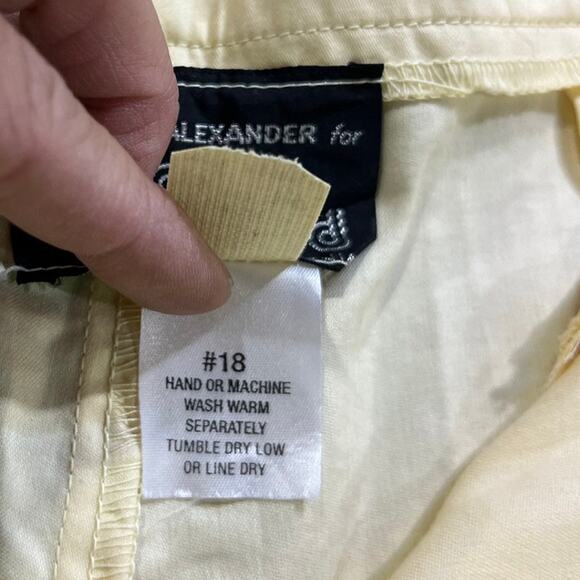 ALEXANDER for
#18
HAND OR MACHINE
WASH WARM
SEPARATELY
TUMBLE DRY LOW
OR LINE DRY